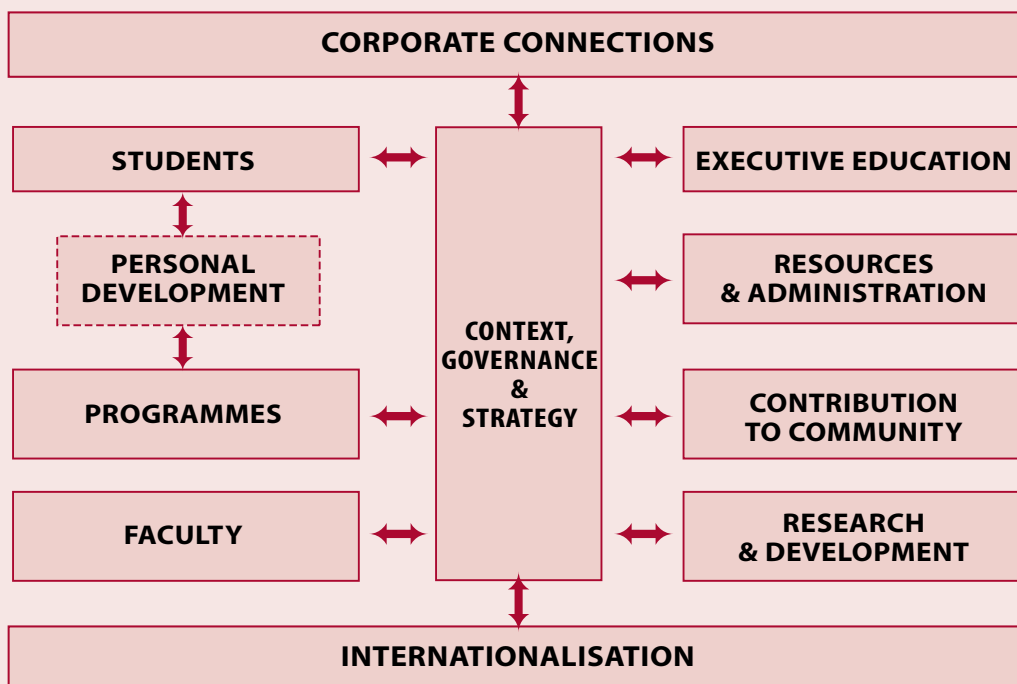 CORPORATE CONNECTIONS
STUDENTS
EXECUTIVE EDUCATION
PERSONAL
DEVELOPMENT
RESOURCES
& ADMINISTRATION
CONTEXT,
GOVERNANCE
&
STRATEGY
PROGRAMMES
CONTRIBUTION
TO COMMUNITY
FACULTY
RESEARCH
& DEVELOPMENT
INTERNATIONALISATION